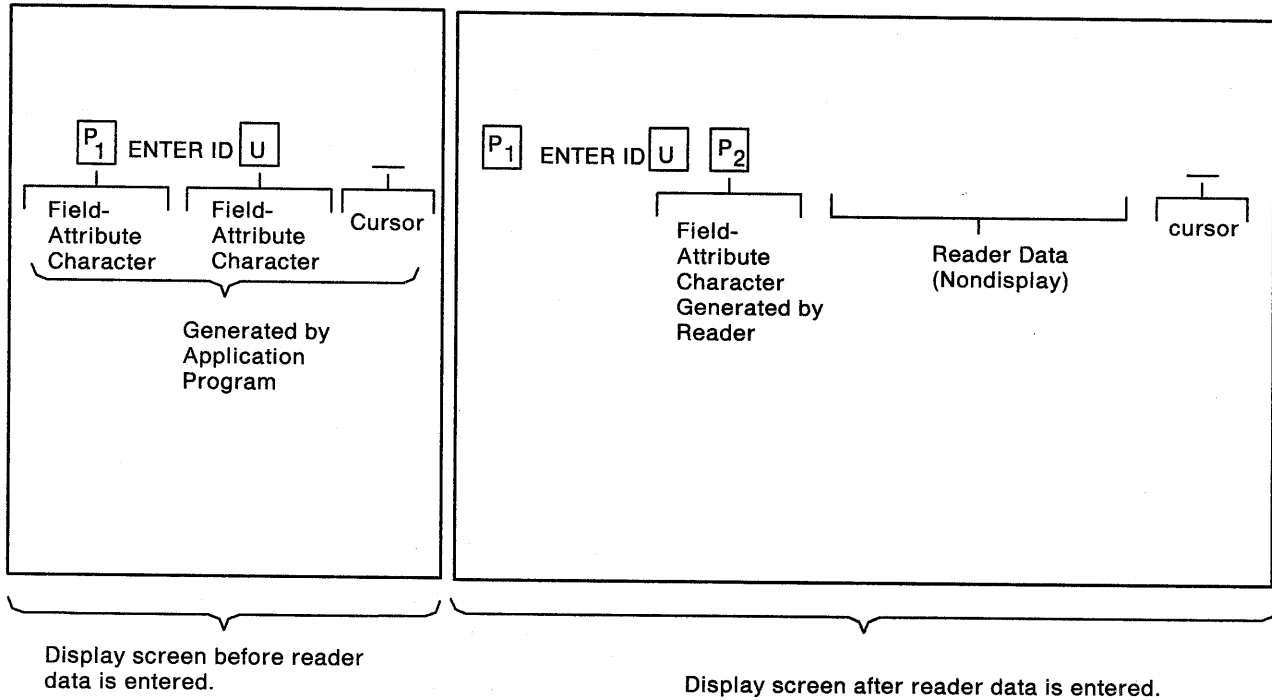 P1 ENTER ID U
Field-
Attribute
Character
Field-
Attribute
Character
Cursor
Generated by
Application
Program
Display screen before reader
data is entered.
P1 ENTER ID U P2
Field-
Attribute
Character
Generated by
Reader
Reader Data
(Nondisplay)
cursor
Display screen after reader data is entered.